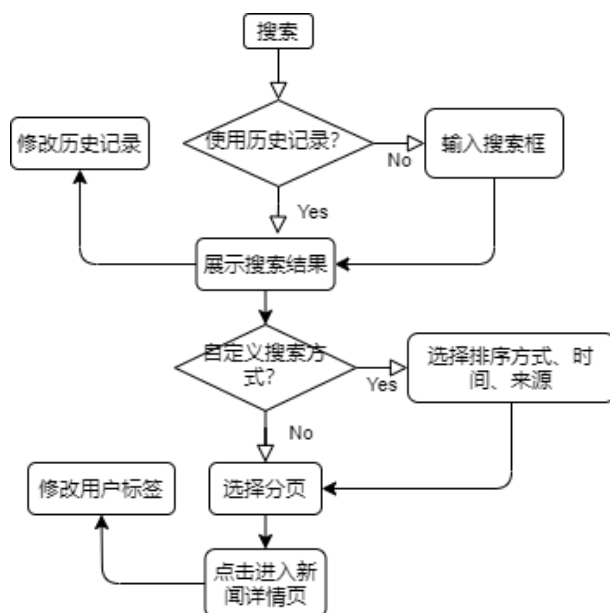 搜索
使用历史记录?
修改历史记录
输入搜索框
No
Yes
展示搜索结果
自定义搜索方
式?
选择排序方式、时
间、来源
Yes
No
修改用户标签
选择分页
点击进入新
闻详情页